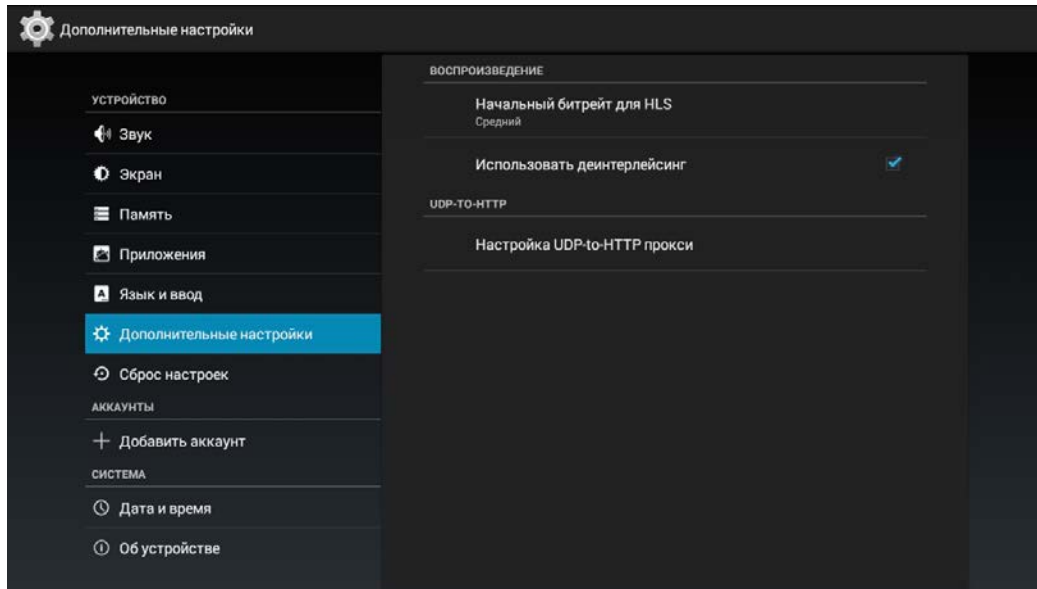 Дополнительные настройки
УСТРОЙСТВО
Звук
Экран
Память
Приложения
Язык и ввод
Дополнительные настройки
Сброс настроек
АККАУНТЫ
Добавить аккаунт
СИСТЕМА
Дата и время
Об устройстве
ВОСПРОИЗВЕДЕНИЕ
Начальный битрейт для HLS
Средний
Использовать деинтерлейсинг
UDP-TO-HTTP
Настройка UDP-to-HTTP прокси